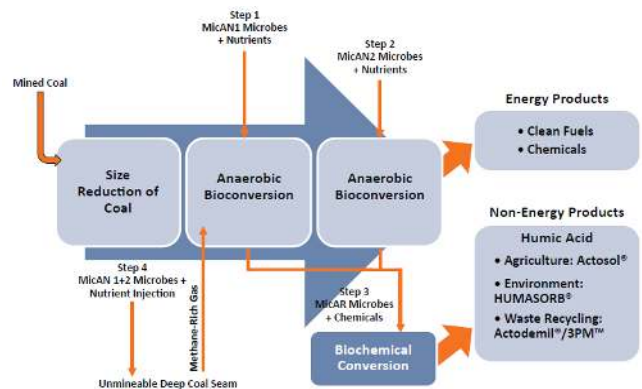 Step 1
MicAN1 Microbes
+ Nutrients
Step 2
MicAN2 Microbes
+ Nutrients
Mined Coal
Size
Reduction of
Coal
Anaerobic
Bioconversion
Anaerobic
Bioconversion
Energy Products
• Clean Fuels
• Chemicals
Non-Energy Products
Humic Acid
• Agriculture: Actosol®
• Environment:
HUMASORB®
• Waste Recycling:
Actodemil®/3PM™
Step 4
MicAN 1+2 Microbes +
Nutrient Injection
Methane-Rich Gas
Step 3
MicAR Microbes
+ Chemicals
Biochemical
Conversion
Unmineable Deep Coal Seam